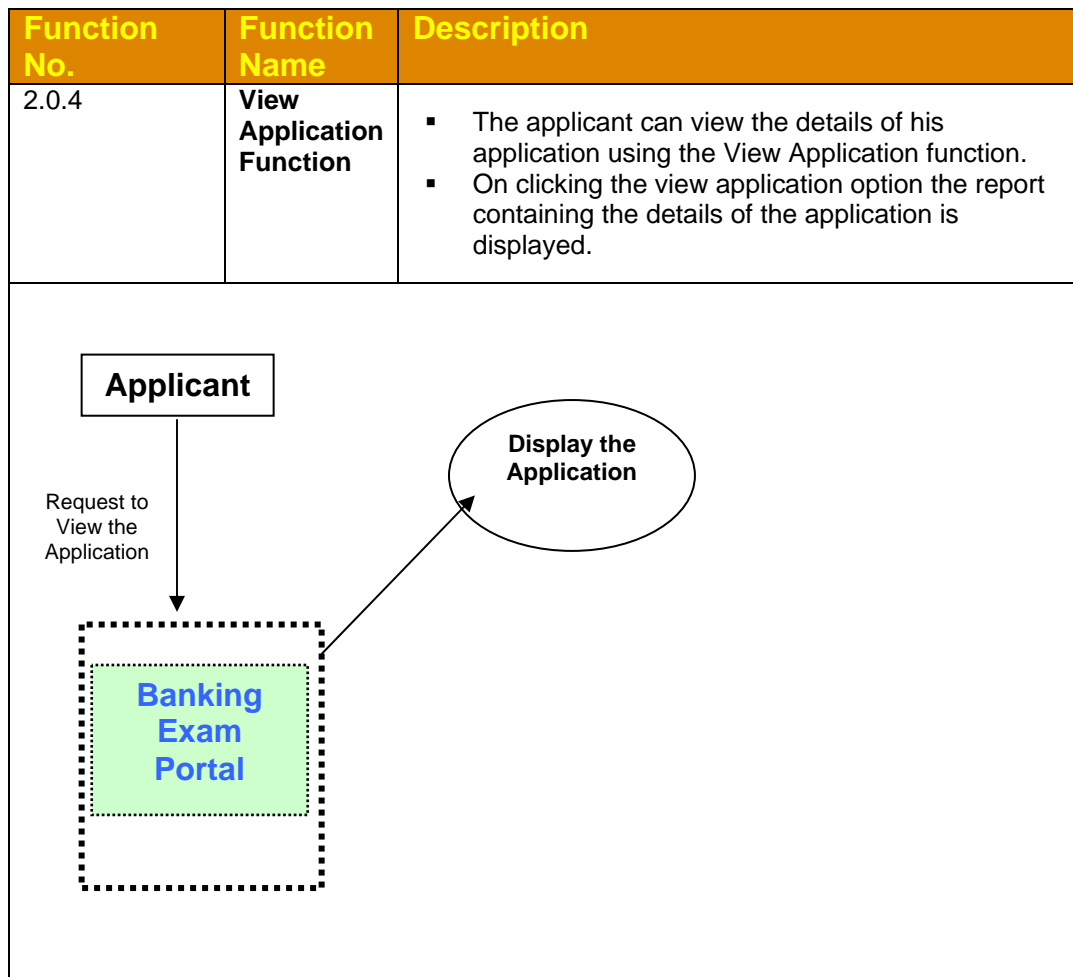 Function No.
Function Name
Description
2.0.4
View
Application
Function
▪ The applicant can view the details of his
application using the View Application function.
▪ On clicking the view application option the report
containing the details of the application is
displayed.
Applicant
Display the
Application
Request to
View the
Application
Banking
Exam
Portal